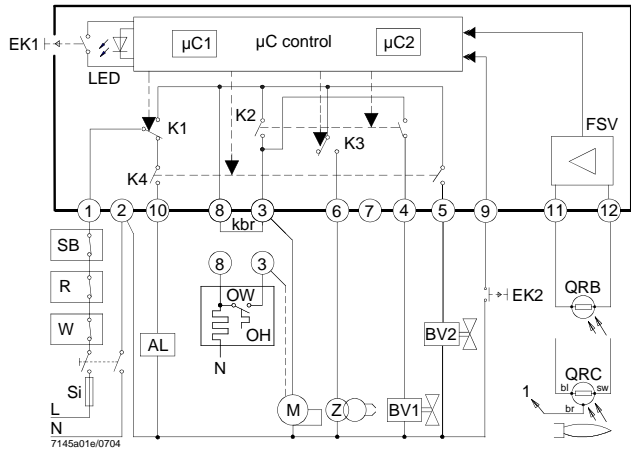 EK1
LED
µC1
µC control
µC2
K1
K2
K3
K4
FSV
1 2 10 8 3 6 7 4 5 9 11 12
kbr
SB
R
W
Si
L
N
AL
8 3
OW
OH
N
M
Z
BV1
BV2
EK2
QRB
QRC
bl sw
br
1
7145a01e/0704